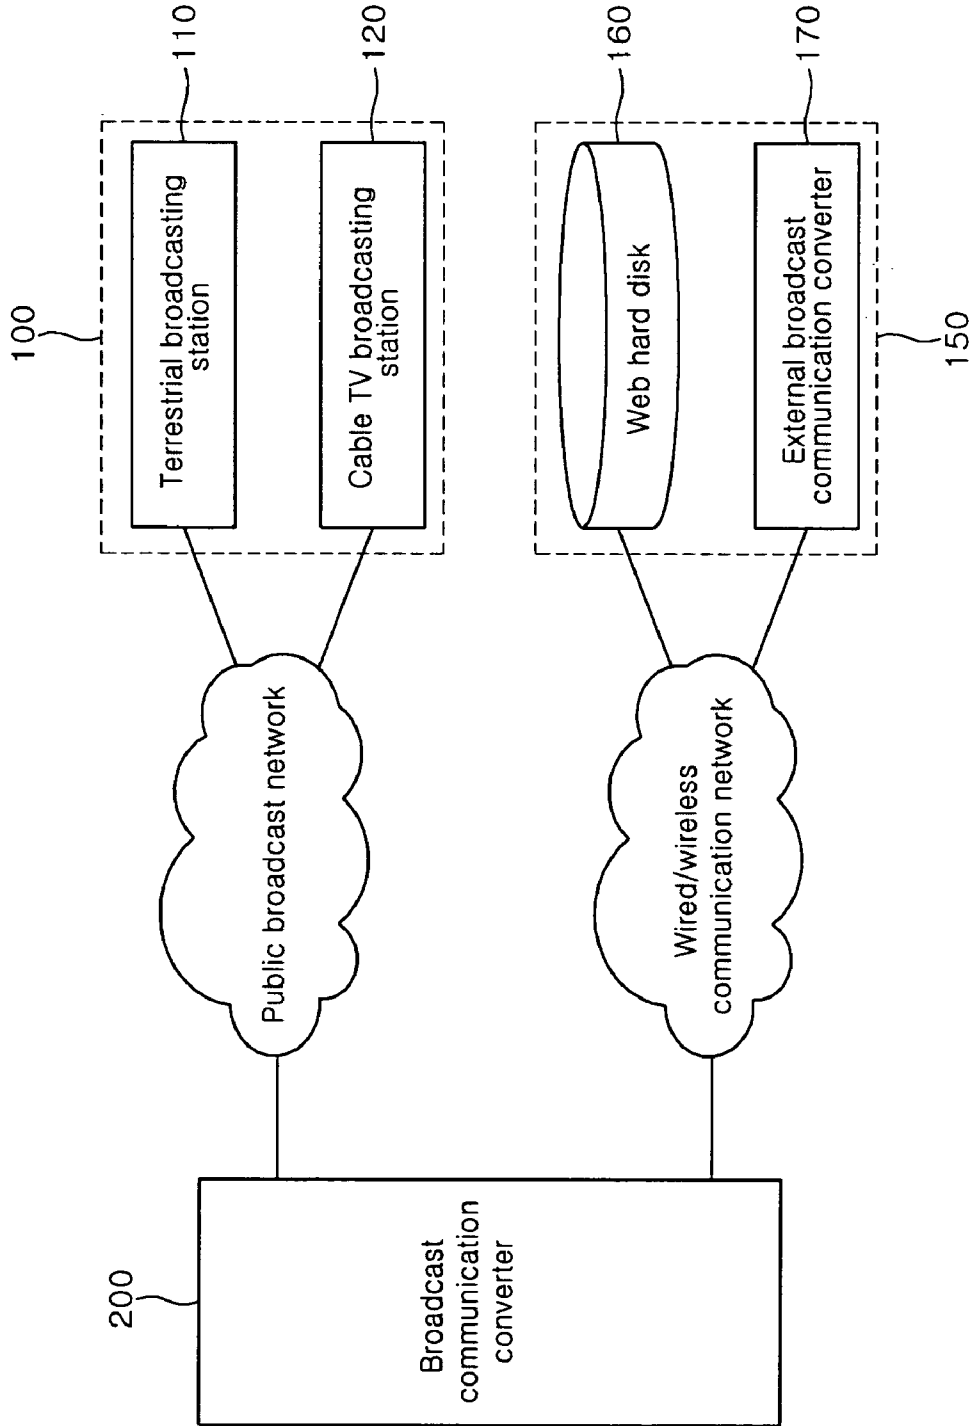 100
Terrestrial broadcasting
station
110
Cable TV broadcasting
station
120
Public broadcast network
200
Broadcast
communication
converter
Wired/wireless
communication network
Web hard disk
160
External broadcast
communication converter
170
150